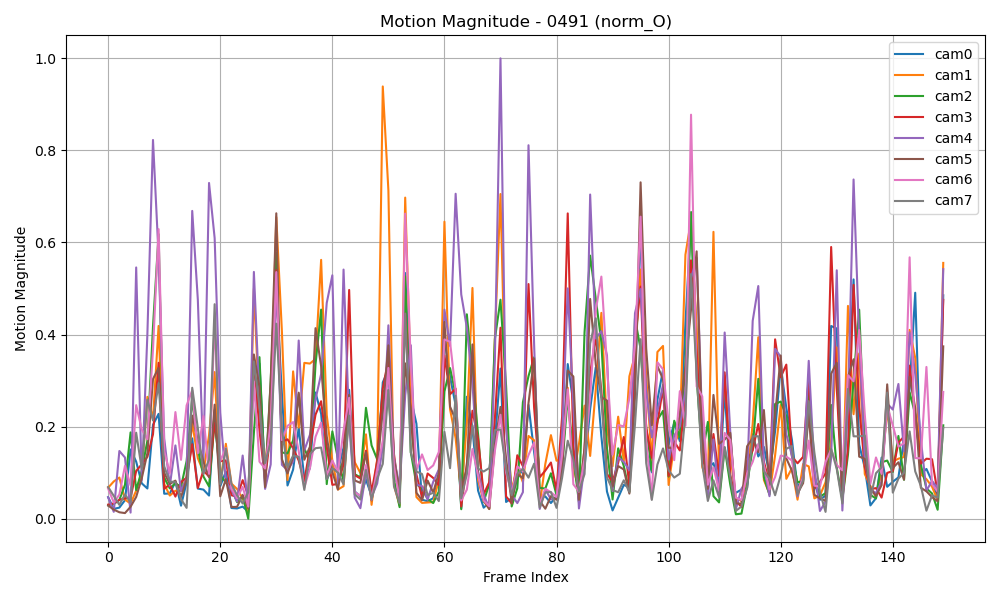 Motion Magnitude - 0491 (norm_O)
Motion Magnitude
1.0
0.8
0.6
0.4
0.2
0.0
0 20 40 60 80 100 120 140
Frame Index
cam0
cam1
cam2
cam3
cam4
cam5
cam6
cam7